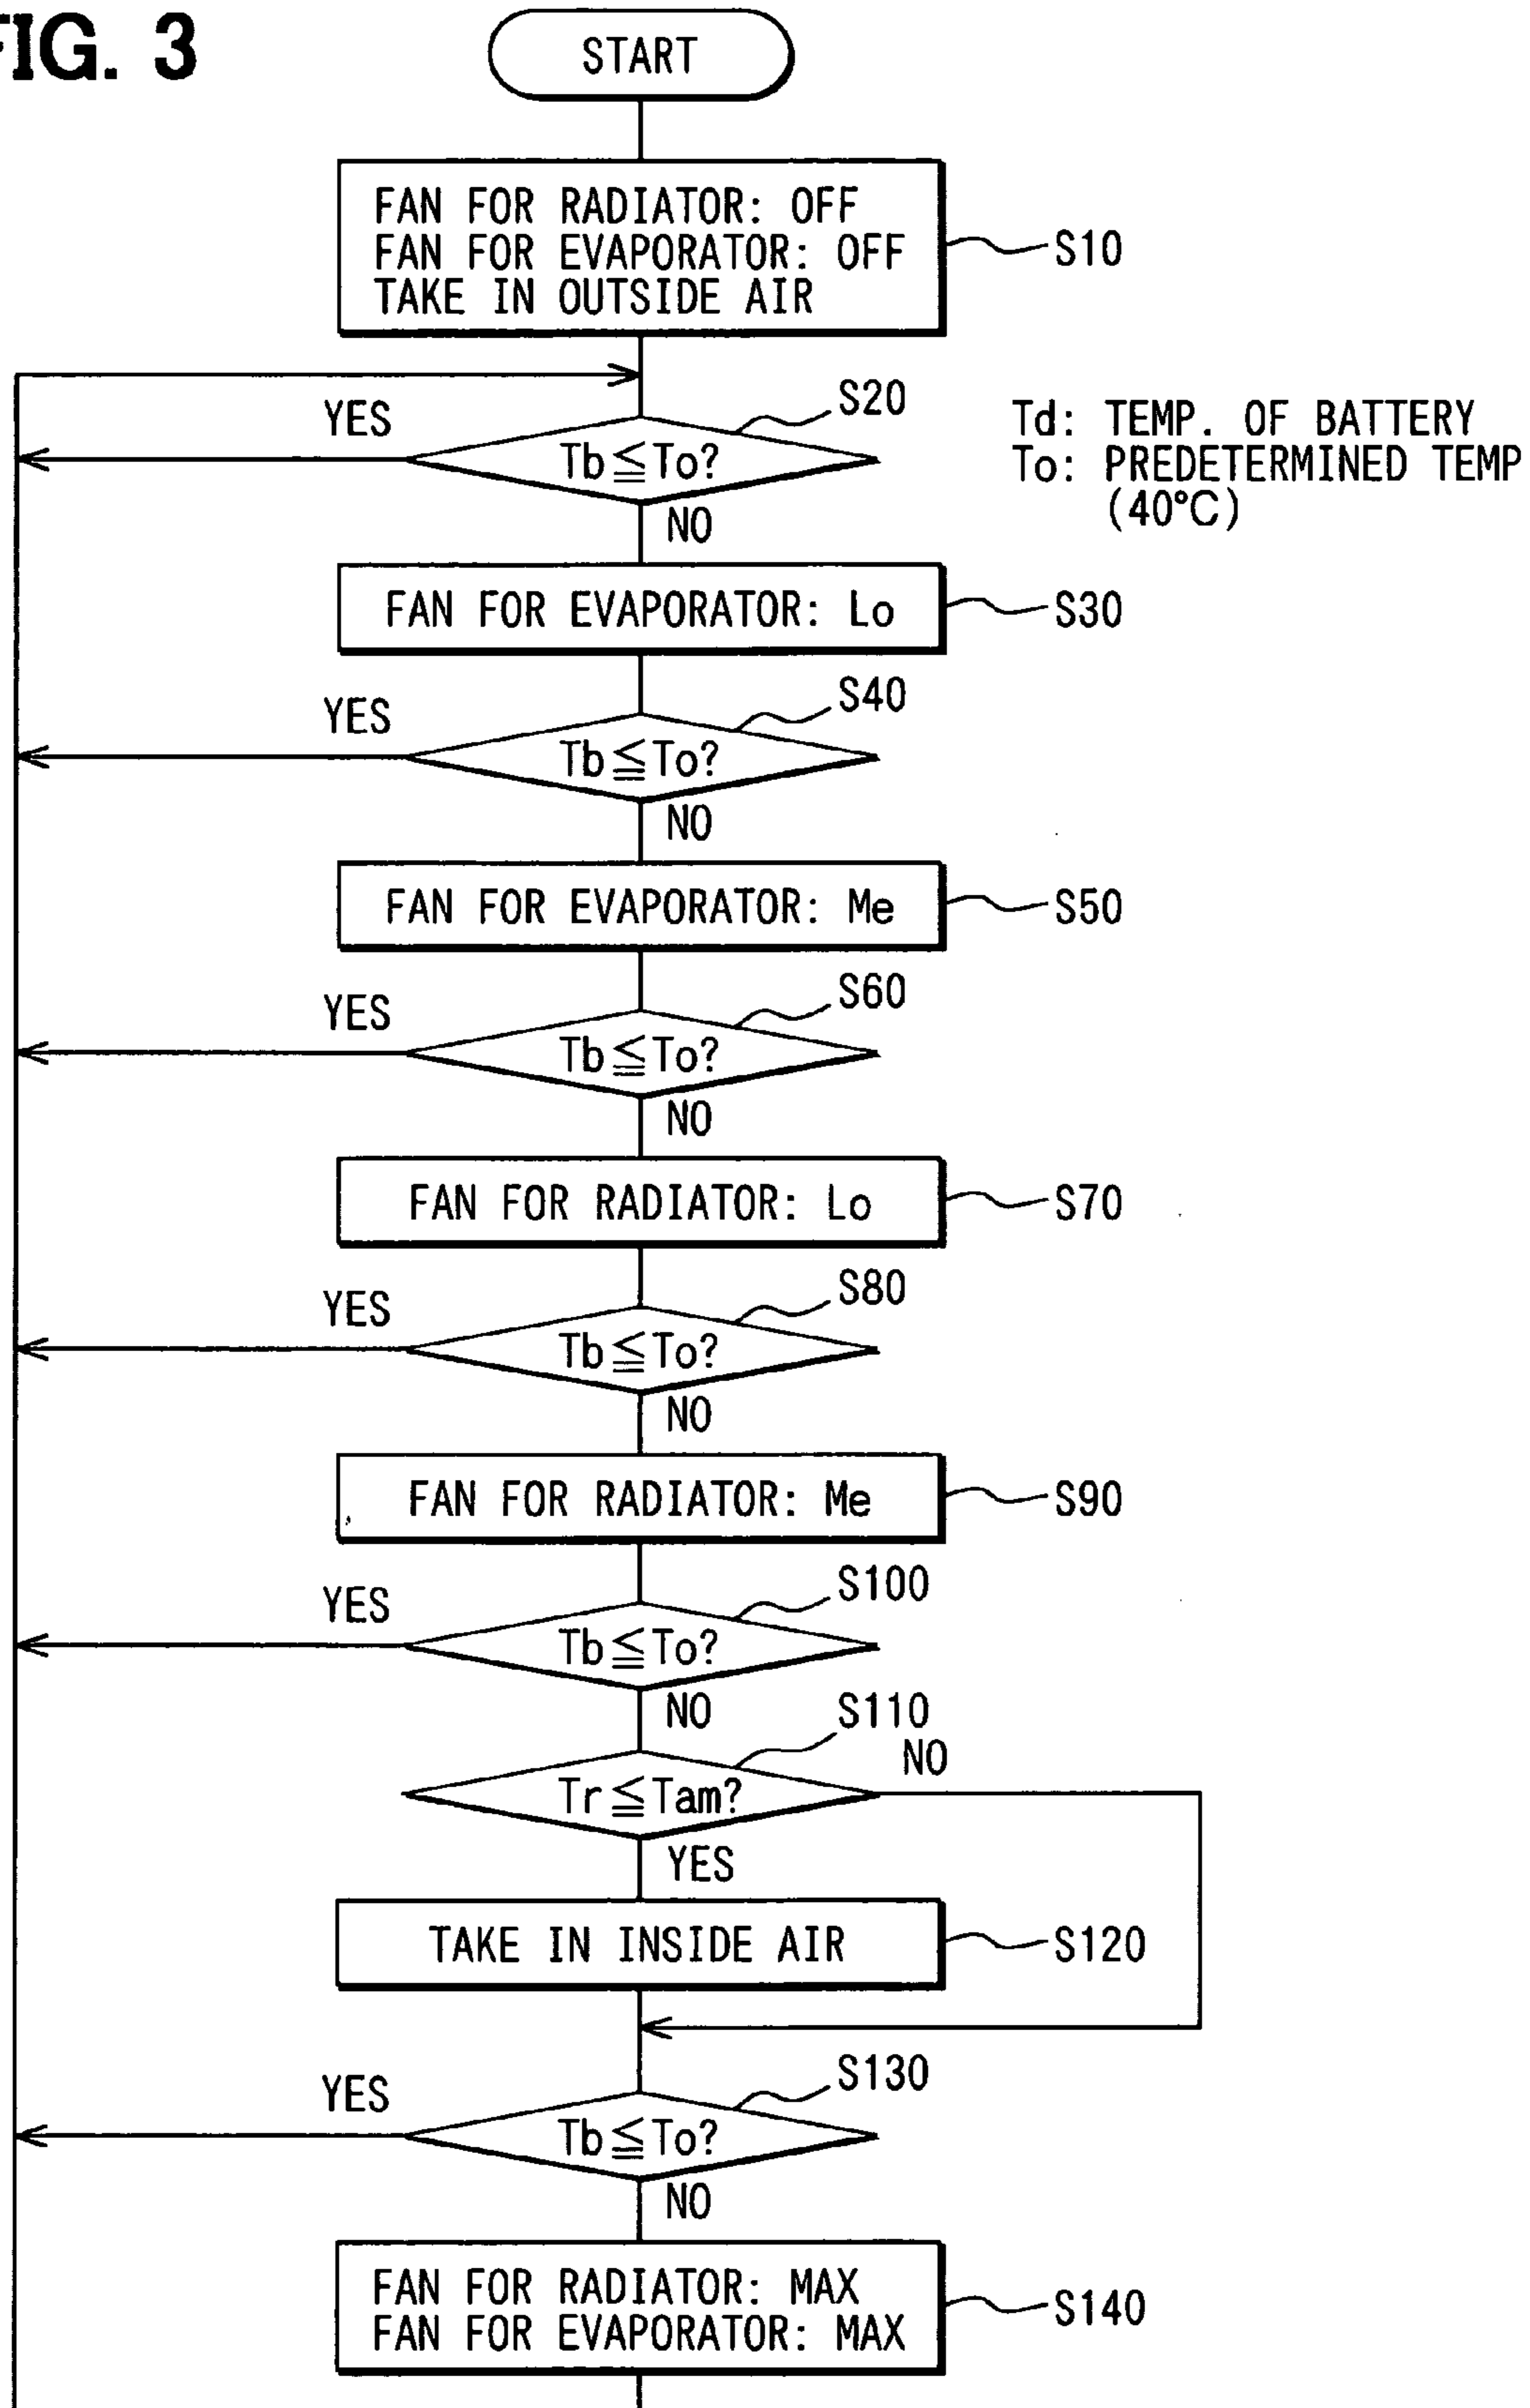 FIG. 3
START
FAN FOR RADIATOR: OFF
FAN FOR EVAPORATOR: OFF
TAKE IN OUTSIDE AIR
S10
S20
YES
Tb≦To?
NO
Td: TEMP. OF BATTERY
To: PREDETERMINED TEMP
(40°C)
FAN FOR EVAPORATOR: Lo
S30
S40
YES
Tb≦To?
NO
FAN FOR EVAPORATOR: Me
S50
S60
YES
Tb≦To?
NO
FAN FOR RADIATOR: Lo
S70
S80
YES
Tb≦To?
NO
FAN FOR RADIATOR: Me
S90
S100
YES
Tb≦To?
NO
S110
NO
Tr≦Tam?
YES
TAKE IN INSIDE AIR
S120
S130
YES
Tb≦To?
NO
FAN FOR RADIATOR: MAX
FAN FOR EVAPORATOR: MAX
S140